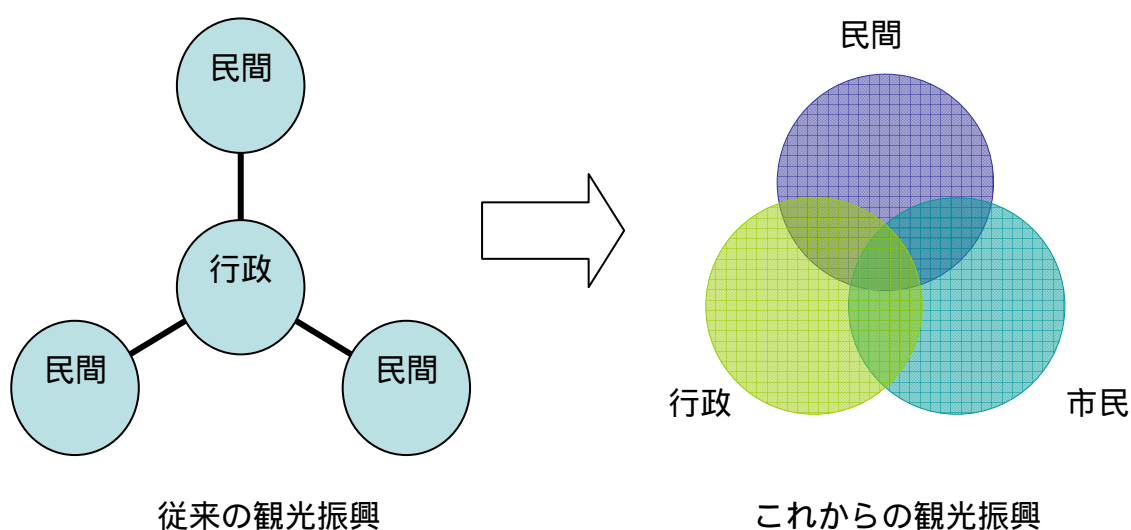 民間
行政
民間
民間
従来の観光振興
民間
行政
市民
これからの観光振興